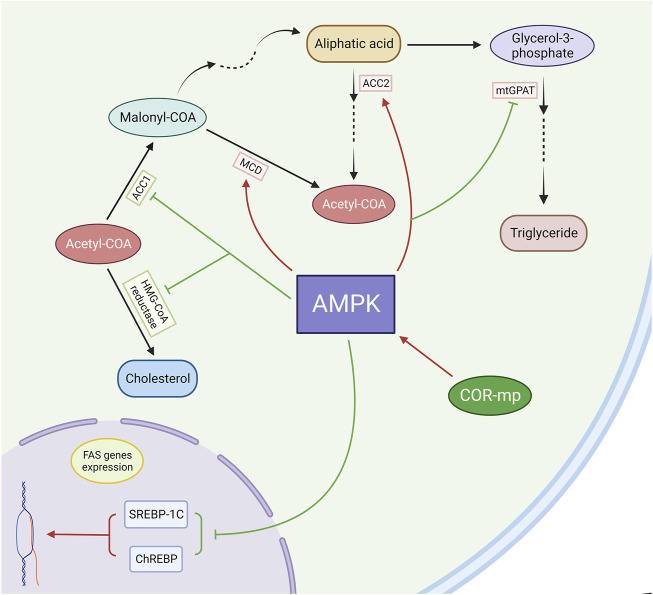 Aliphatic acid
Glycerol-3-
phosphate
ACC2
mtGPAT
Malonyl-COA
MCD
ACC1
Acetyl-COA
Acetyl-COA
Triglyceride
HMG-CoA
reductase
AMPK
Cholesterol
COR-mp
FAS genes
expression
SREBP-1C
ChREBP